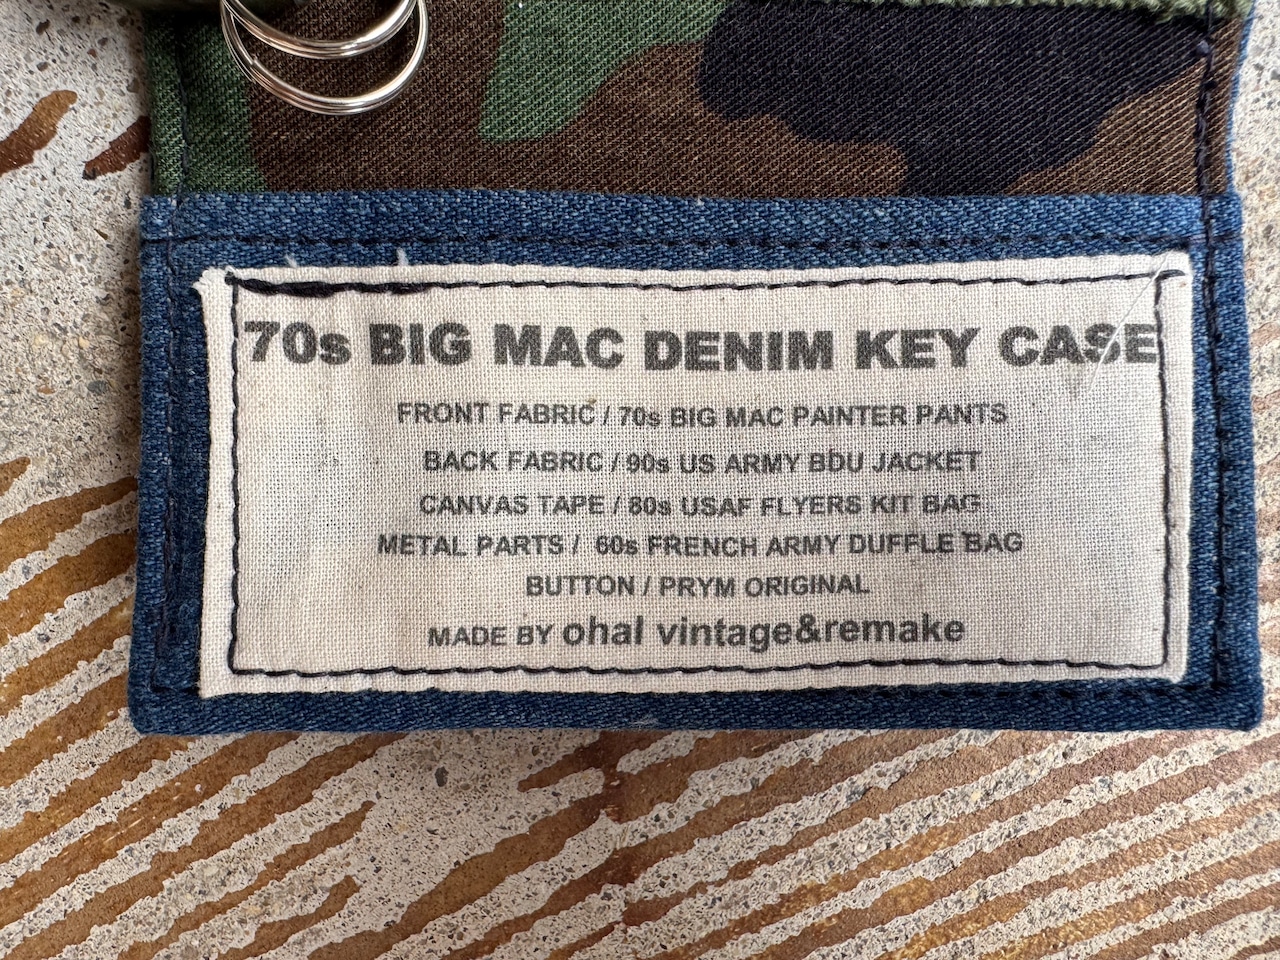 70s BIG MAC DENIM KEY CASE
FRONT FABRIC / 70s BIG MAC PAINTER PANTS
BACK FABRIC / 90s US ARMY BDU JACKET
CANVAS TAPE / 80s USAF FLYERS KIT BAG
METAL PARTS / 60s FRENCH ARMY DUFFLE BAG
BUTTON / PRYM ORIGINAL
MADE BY ohal vintage&remake